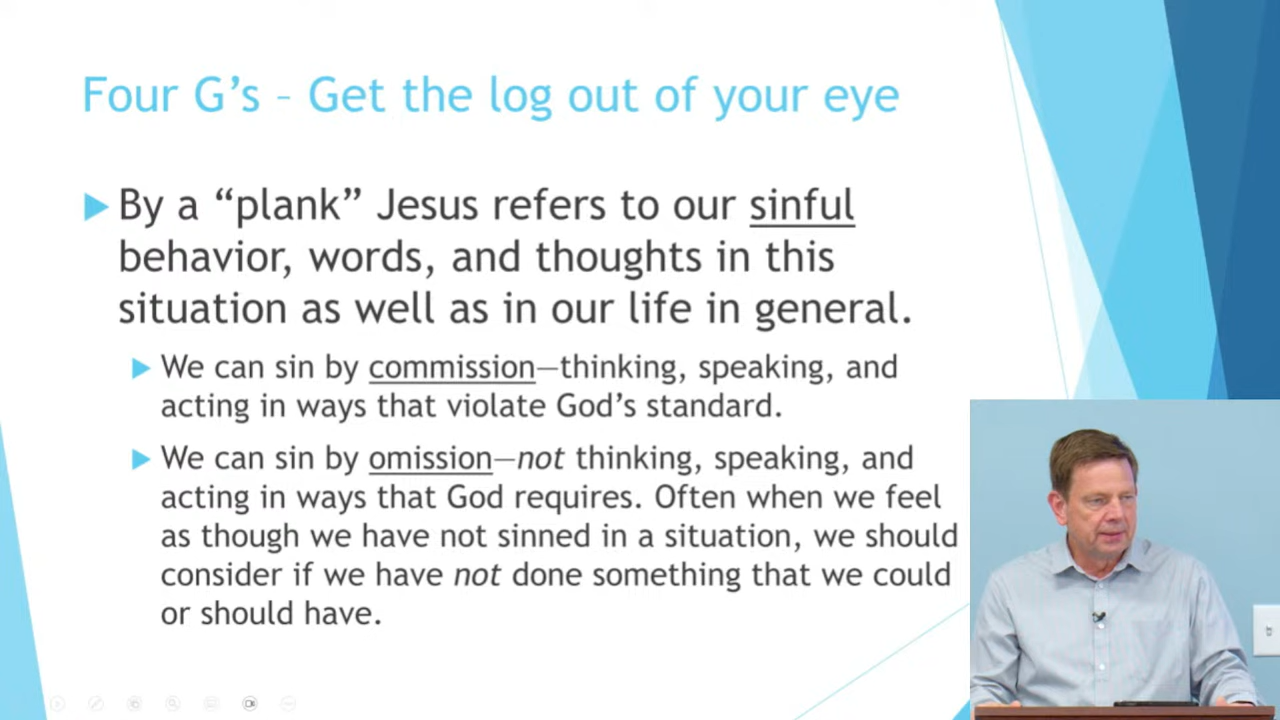 Four G’s – Get the log out of your eye
By a “plank” Jesus refers to our sinful
behavior, words, and thoughts in this
situation as well as in our life in general.
We can sin by commission—thinking, speaking, and
acting in ways that violate God’s standard.
We can sin by omission—not thinking, speaking, and
acting in ways that God requires. Often when we feel
as though we have not sinned in a situation, we should
consider if we have not done something that we could
or should have.